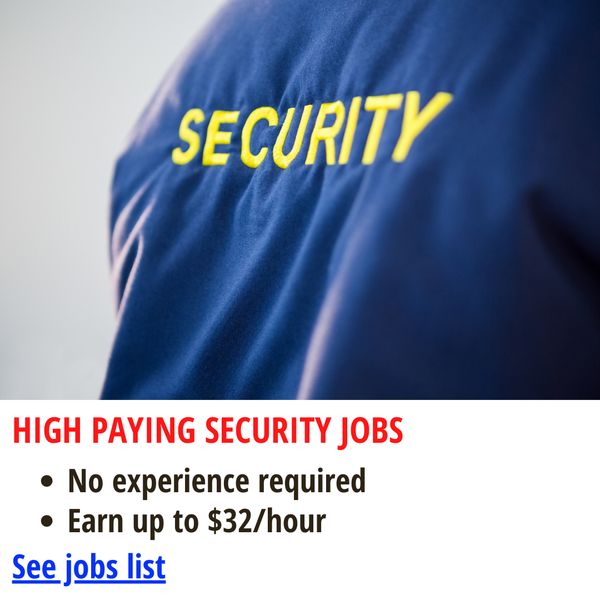 SECURITY
HIGH PAYING SECURITY JOBS
• No experience required
• Earn up to $32/hour
See jobs list